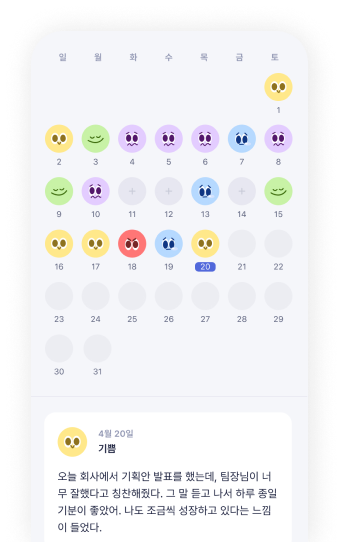 일 월 화 수 목 금 토
1
2 3 4 5 6 7 8
9 10 11 12 13 14 15
16 17 18 19 20 21 22
23 24 25 26 27 28 29
30 31
4월 20일
기쁨
오늘 회사에서 기획안 발표를 했는데, 팀장님이 너
무 잘했다고 칭찬해줬다. 그 말 듣고 나서 하루 종일
기분이 좋았어. 나도 조금씩 성장하고 있다는 느낌
이 들었다.